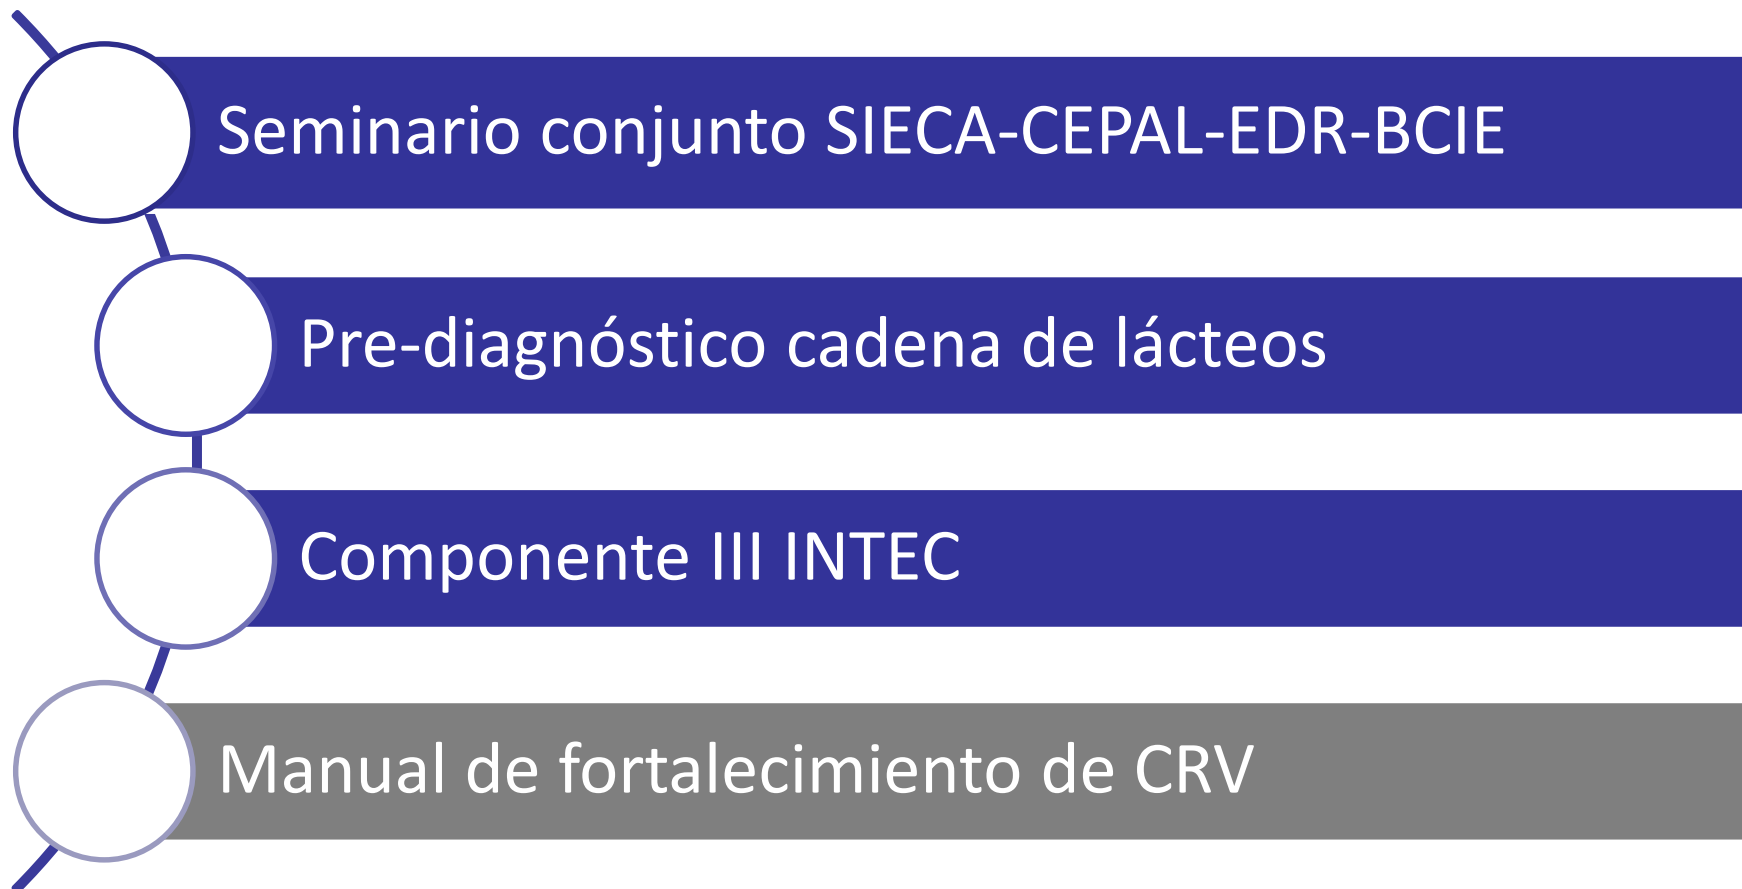 Seminario conjunto SIECA-CEPAL-EDR-BCIE
Pre-diagnóstico cadena de lácteos
Componente III INTEC
Manual de fortalecimiento de CRV